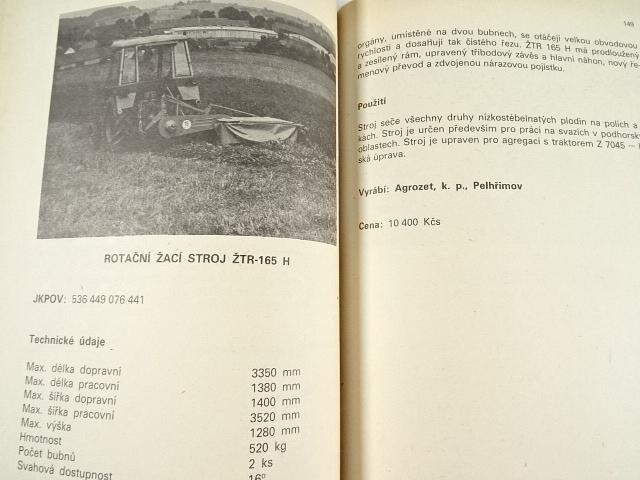 ROTAČNÍ ŽACÍ STROJ ŽTR-165 H
JKPOV: 536 449 076 441
Technické údaje
Max. délka dopravní 3350 mm
Max. délka pracovní 1380 mm
Max. šířka dopravní 1400 mm
Max. šířka pracovní 3520 mm
Max. výška 1280 mm
Hmotnost 520 kg
Počet bubnů 2 ks
Svahová dostupnost 16°
149
orgány, umístěné na dvou bubnech, se otáčejí velkou obvodovou
rychlostí a dosahují tak čistého řezu. ŽTR 165 H má prodloužený
a zesílený rám, upravený tříbodový závěs a hlavní náhon, nový ře-
menový převod a zdvojenou nárazovou pojistku.
Použití
Stroj seče všechny druhy nízkostébelnatých plodin na polích a
kách. Stroj je určen především pro práci na svazích v podhorsk
oblastech. Stroj je upraven pro agregaci s traktorem Z 7045 –
ská úprava.
Vyrábí: Agrozet, k. p., Pelhřimov
Cena: 10 400 Kčs